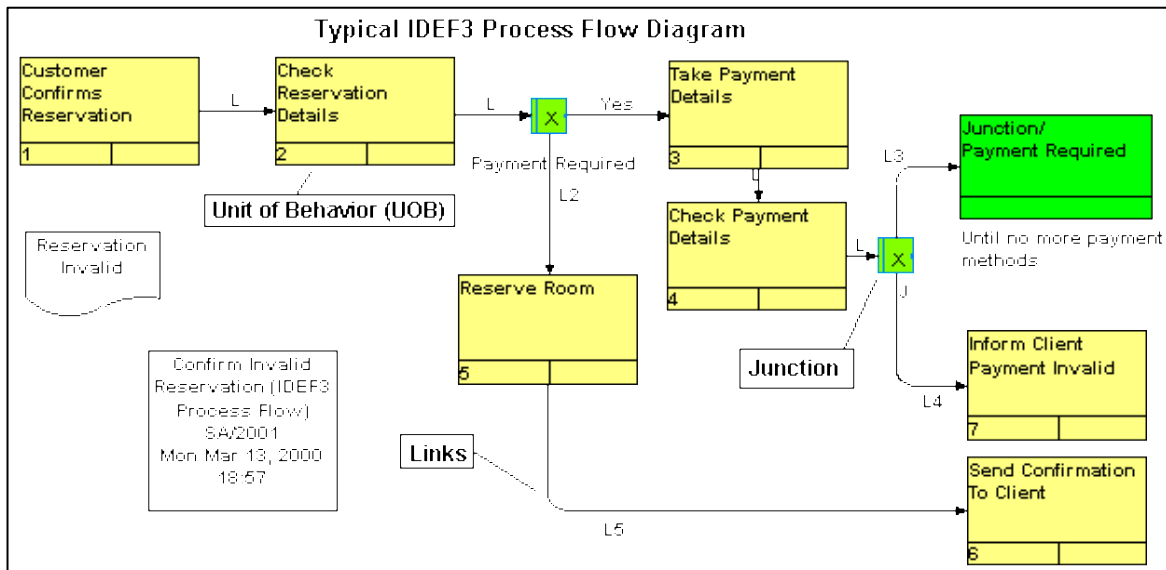 Typical IDEF3 Process Flow Diagram
Customer
Confirms
Reservation
1
L
Check
Reservation
Details
2
L
X
Yes
Payment Required
L2
Take Payment
Details
3
L
Check Payment
Details
4
L
X
L3
Junction/
Payment Required
Until no more payment
methods
J
L4
Inform Client
Payment Invalid
7
Unit of Behavior (UOB)
Reservation
Invalid
Reserve Room
5
Junction
Confirm Invalid
Reservation (IDEF3
Process Flow)
SA/2001
Mon Mar 13, 2000
18:57
Links
L5
Send Confirmation
To Client
6